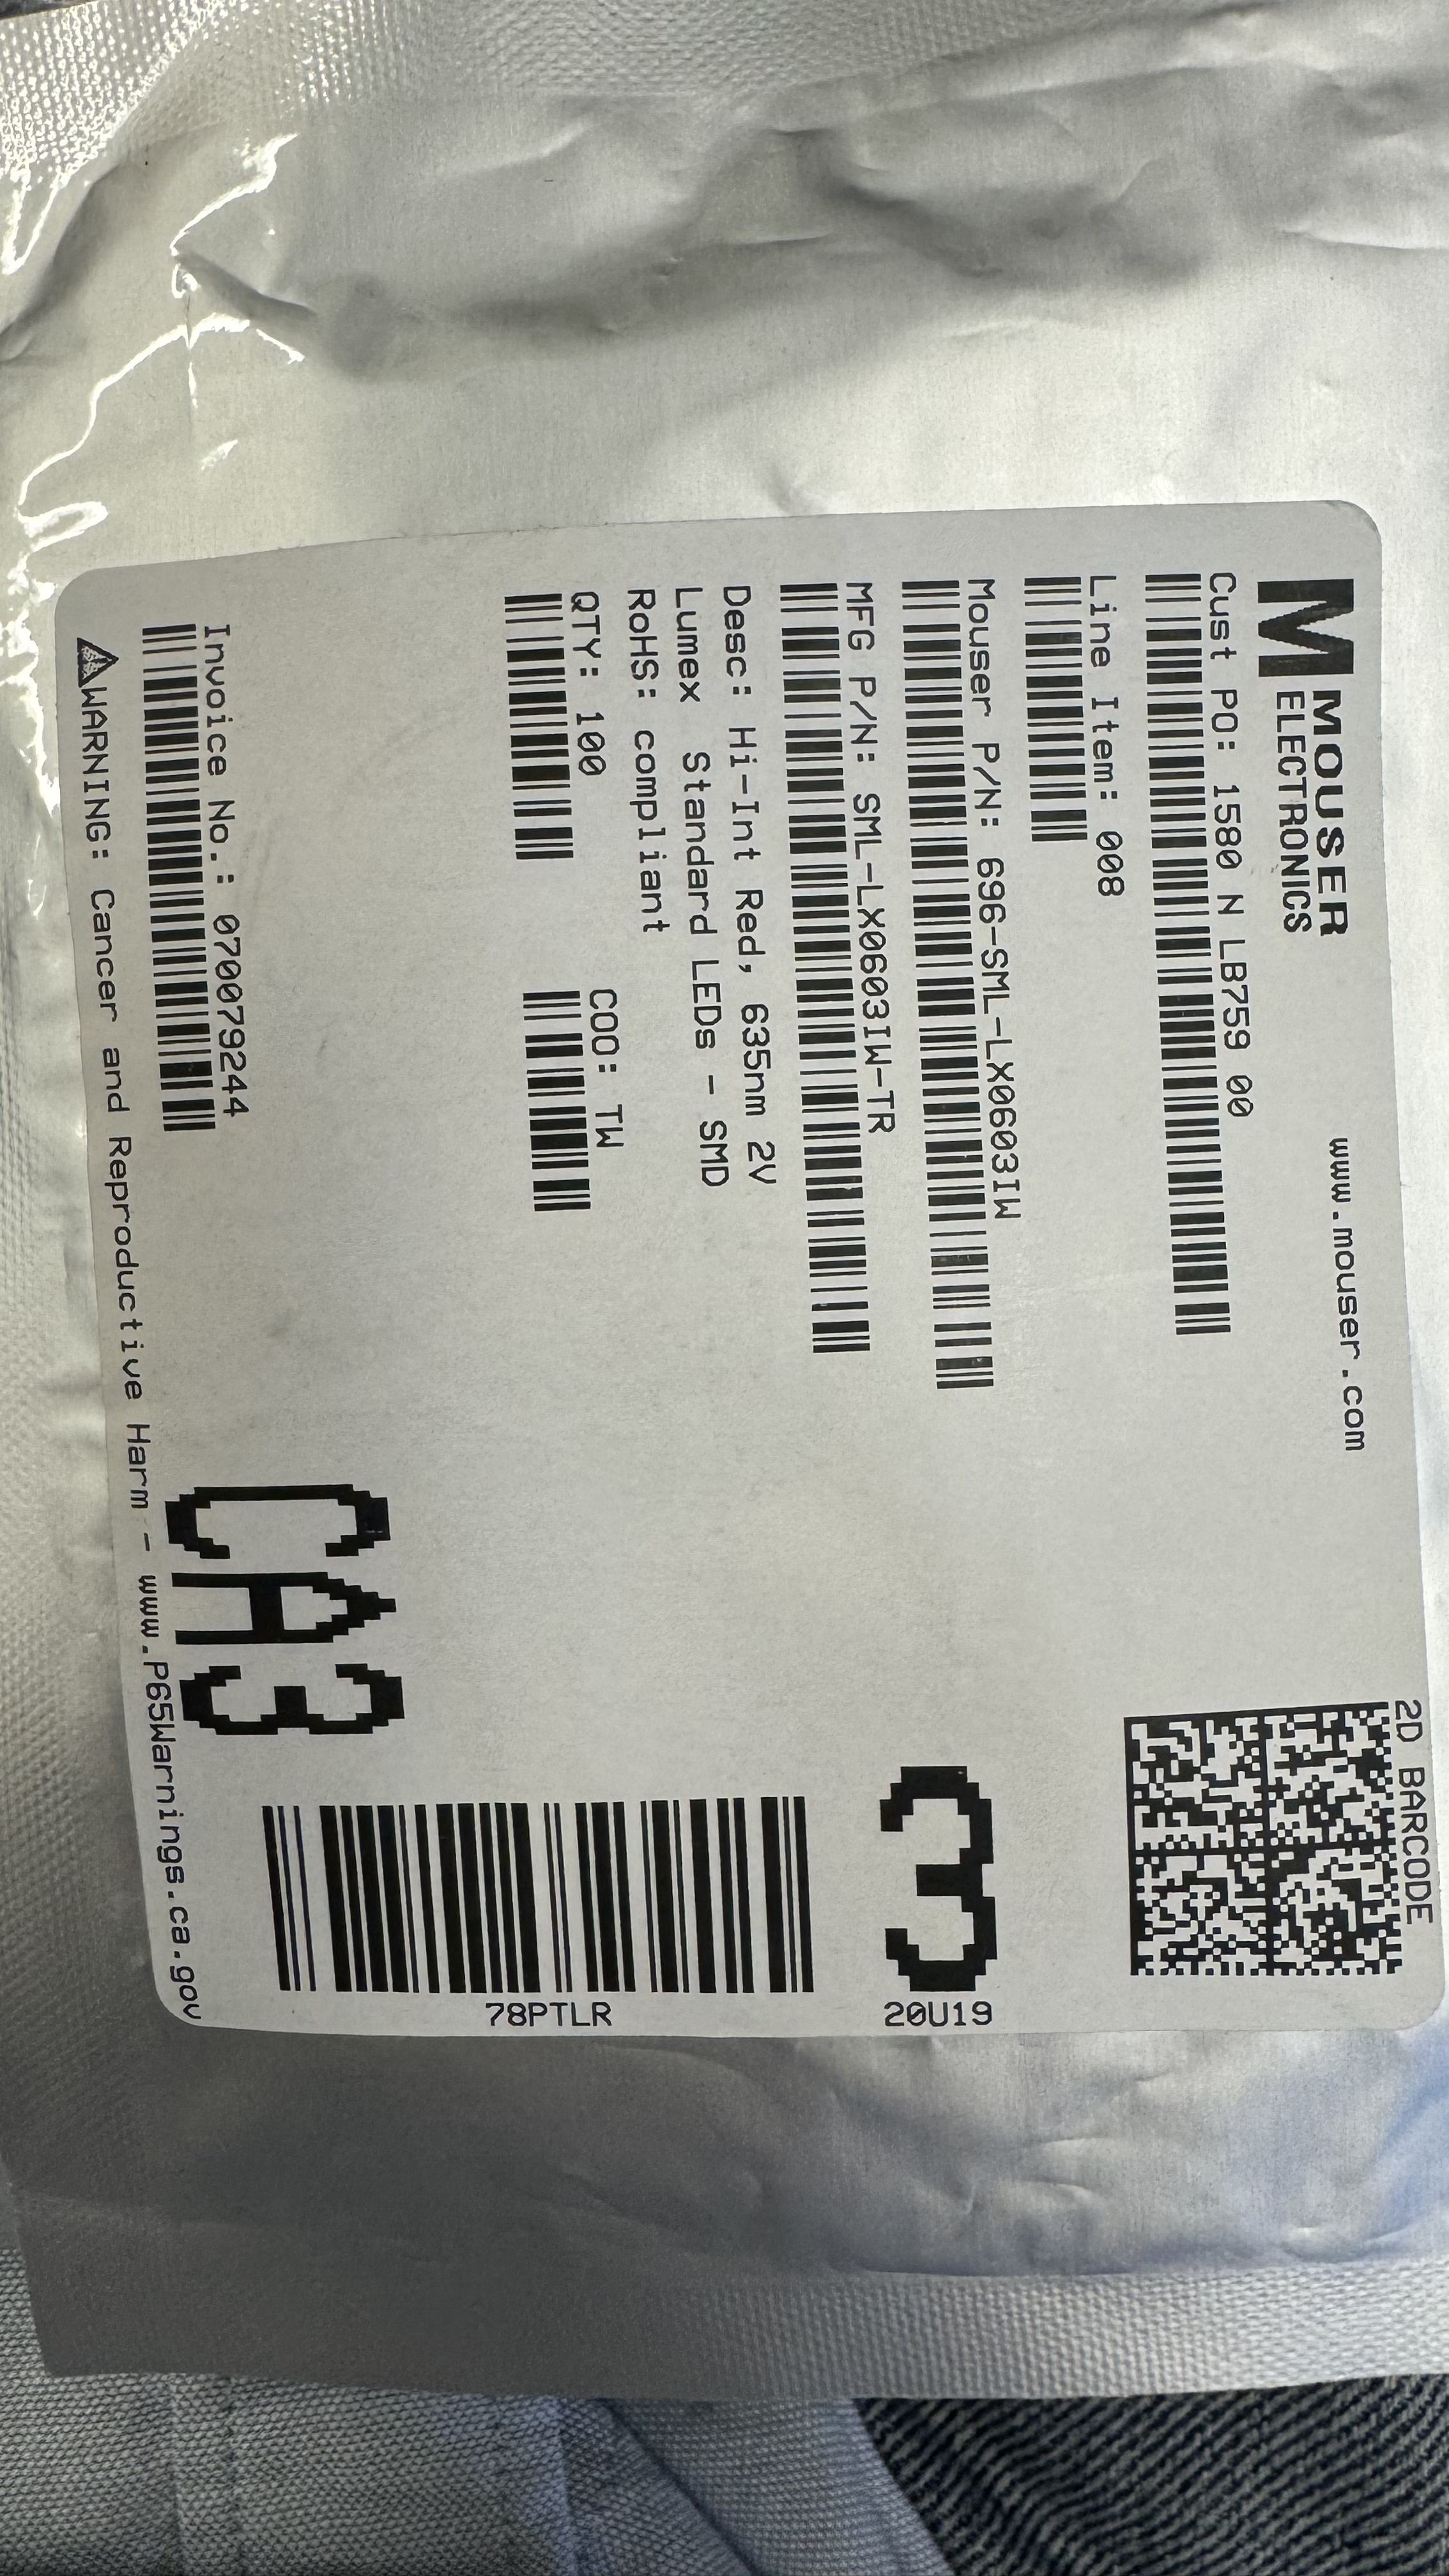 MOUSER
ELECTRONICS
www.mouser.com
2D BARCODE
Cust PO: 1580 N LB759 00
Line Item: 008
Mouser P/N: 696-SML-LX0603IW
MFG P/N: SML-LX0603IW-TR
Desc: Hi-Int Red, 635nm 2V
Lumex Standard LEDs - SMD
RoHS: compliant
QTY: 100
COO: TW
3
20U19
78PTLR
Invoice No.: 070079244
CA3
⚠WARNING: Cancer and Reproductive Harm - www.P65Warnings.ca.gov